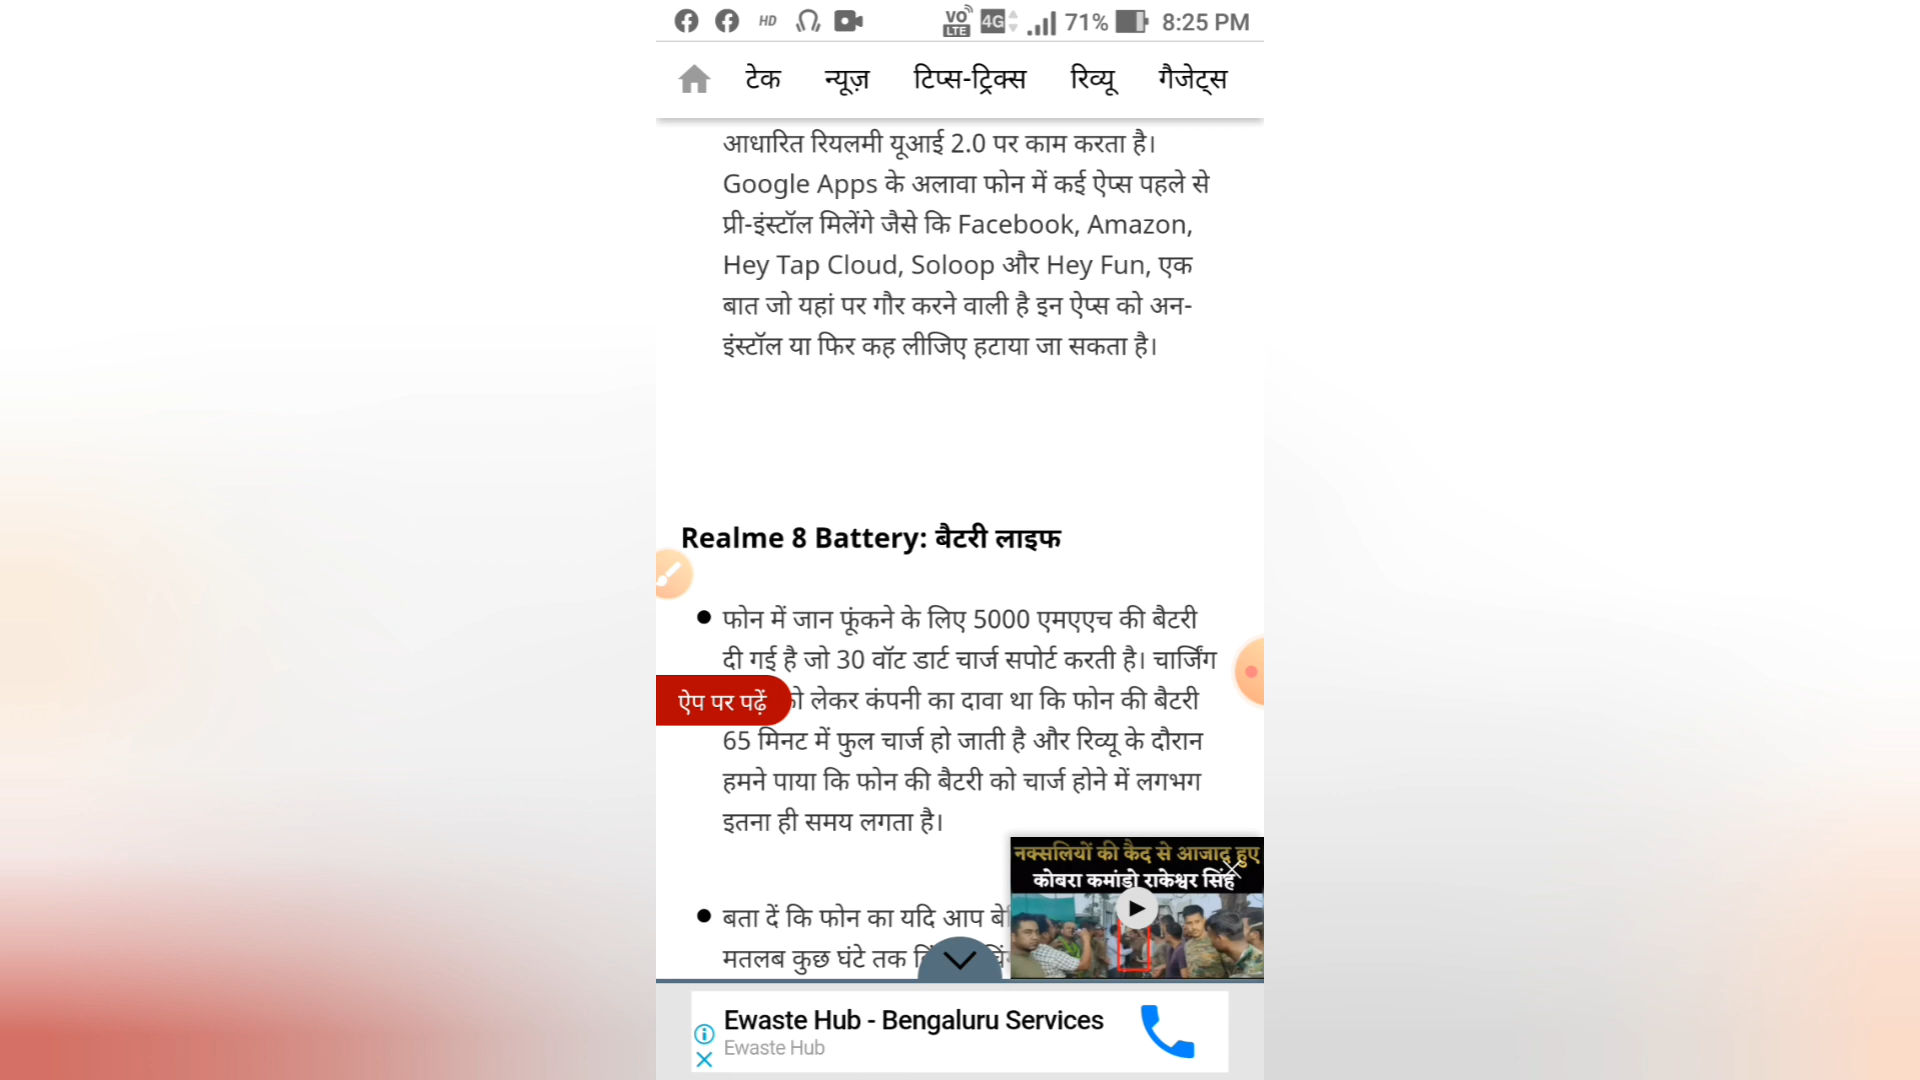 HD VO LTE 4G 71% 8:25 PM
टेक न्यूज़ टिप्स-ट्रिक्स रिव्यू गैजेट्स
आधारित रियलमी यूआई 2.0 पर काम करता है।
Google Apps के अलावा फोन में कई ऐप्स पहले से
प्री-इंस्टॉल मिलेंगे जैसे कि Facebook, Amazon,
Hey Tap Cloud, Soloop और Hey Fun, एक
बात जो यहां पर गौर करने वाली है इन ऐप्स को अन-
इंस्टॉल या फिर कह लीजिए हटाया जा सकता है।
Realme 8 Battery: बैटरी लाइफ
फोन में जान फूंकने के लिए 5000 एमएएच की बैटरी
दी गई है जो 30 वॉट डार्ट चार्ज सपोर्ट करती है। चार्जिंग
ऐप पर पढ़ें लेकर कंपनी का दावा था कि फोन की बैटरी
65 मिनट में फुल चार्ज हो जाती है और रिव्यू के दौरान
हमने पाया कि फोन की बैटरी को चार्ज होने में लगभग
इतना ही समय लगता है।
नक्सलियों की कैद से आजाद हुए
कोबरा कमांडो राकेश्वर सिंह
बता दें कि फोन का यदि आप
मतलब कुछ घंटे तक
Ewaste Hub - Bengaluru Services
Ewaste Hub